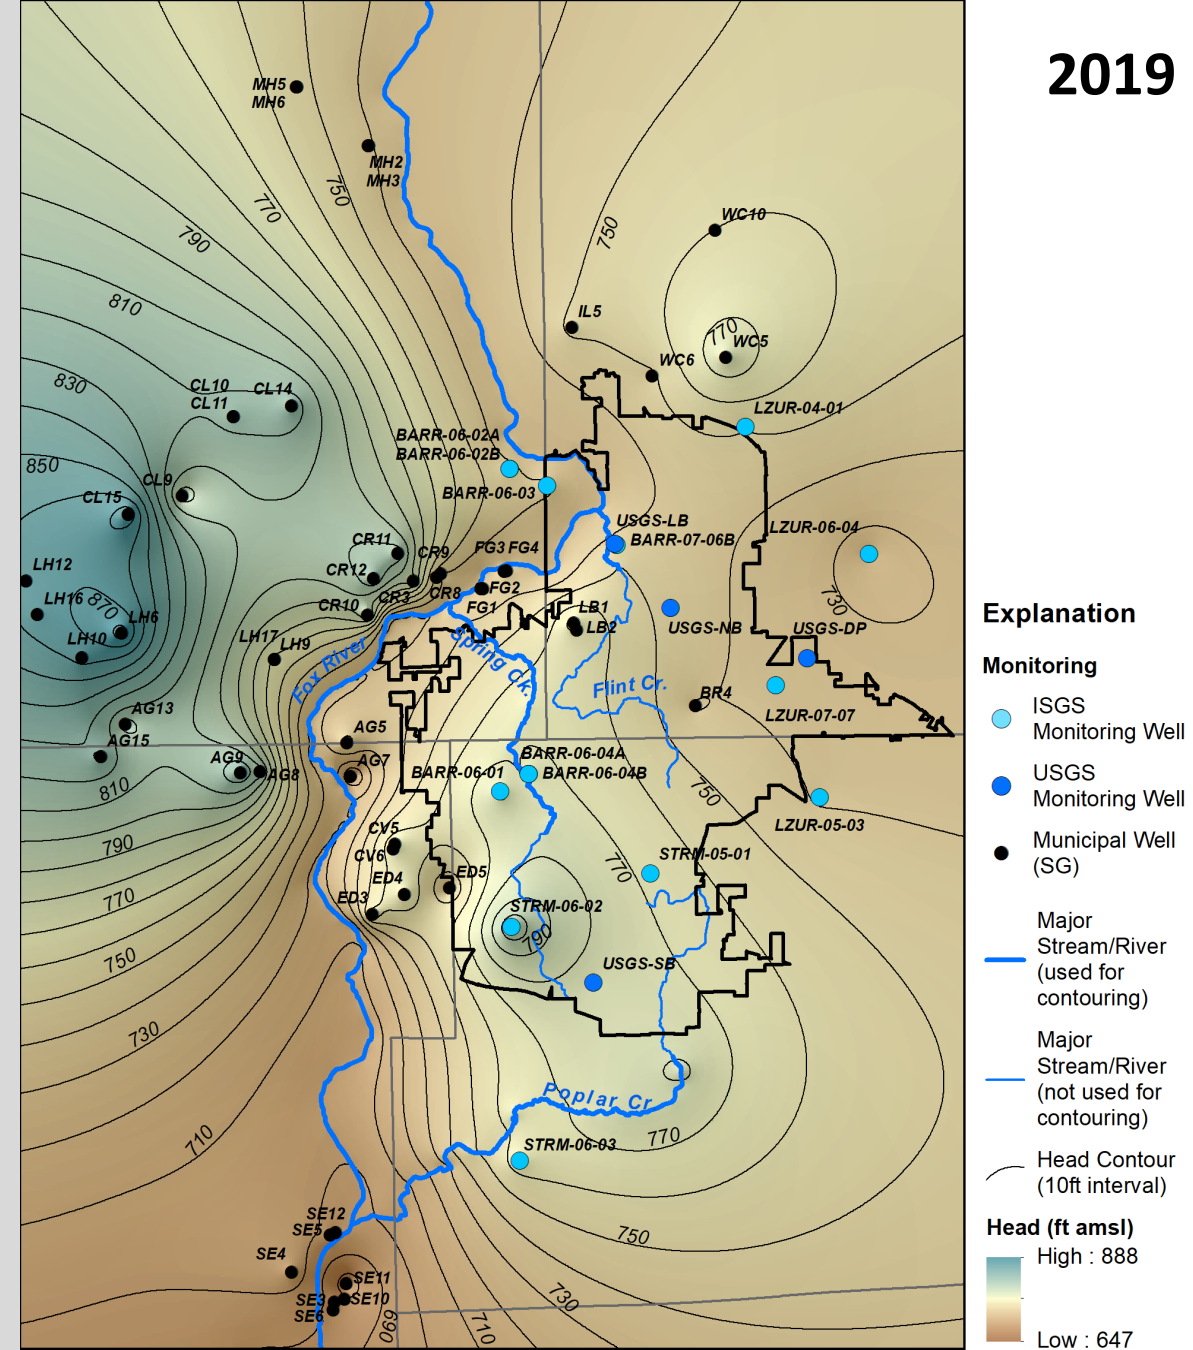 2019
MH5
MH6
MH2
MH3
750
770
790
WC10
750
810
IL5
770
WC5
WC6
830
CL10
CL11
CL14
LZUR-04-01
BARR-06-02A
BARR-06-02B
850
CL9
CL15
BARR-06-03
USGS-LB
BARR-07-06B
LZUR-06-04
CR11
CR9
FG3
FG4
LH12
CR12
CR3
CR8
FG2
FG1
LH16
870
LH6
CR10
LB1
LB2
730
USGS-NB
USGS-DP
LH10
LH17
LH9
Fox River
Spring Ck.
Flint Cr.
BR4
LZUR-07-07
AG13
AG15
AG5
AG9
AG8
AG7
BARR-06-04A
BARR-06-04B
BARR-06-01
810
750
LZUR-05-03
790
CV5
CV6
STRM-05-01
770
ED4
ED5
ED3
770
STRM-06-02
790
750
USGS-SB
730
Poplar Cr
710
770
STRM-06-03
SE12
SE5
750
SE4
SE11
SE3
SE10
SE6
690
710
730
Explanation
Monitoring
ISGS
Monitoring Well
USGS
Monitoring Well
Municipal Well
(SG)
Major
Stream/River
(used for
contouring)
Major
Stream/River
(not used for
contouring)
Head Contour
(10ft interval)
Head (ft amsl)
High : 888
Low : 647